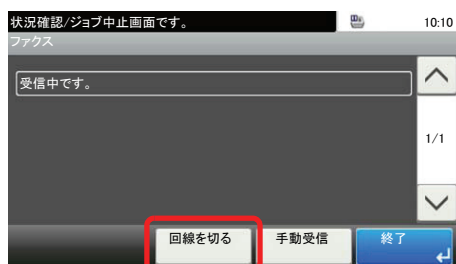 状況確認/ジョブ中止画面です。 10:10
ファクス
受信中です。
1/1
回線を切る 手動受信 終了